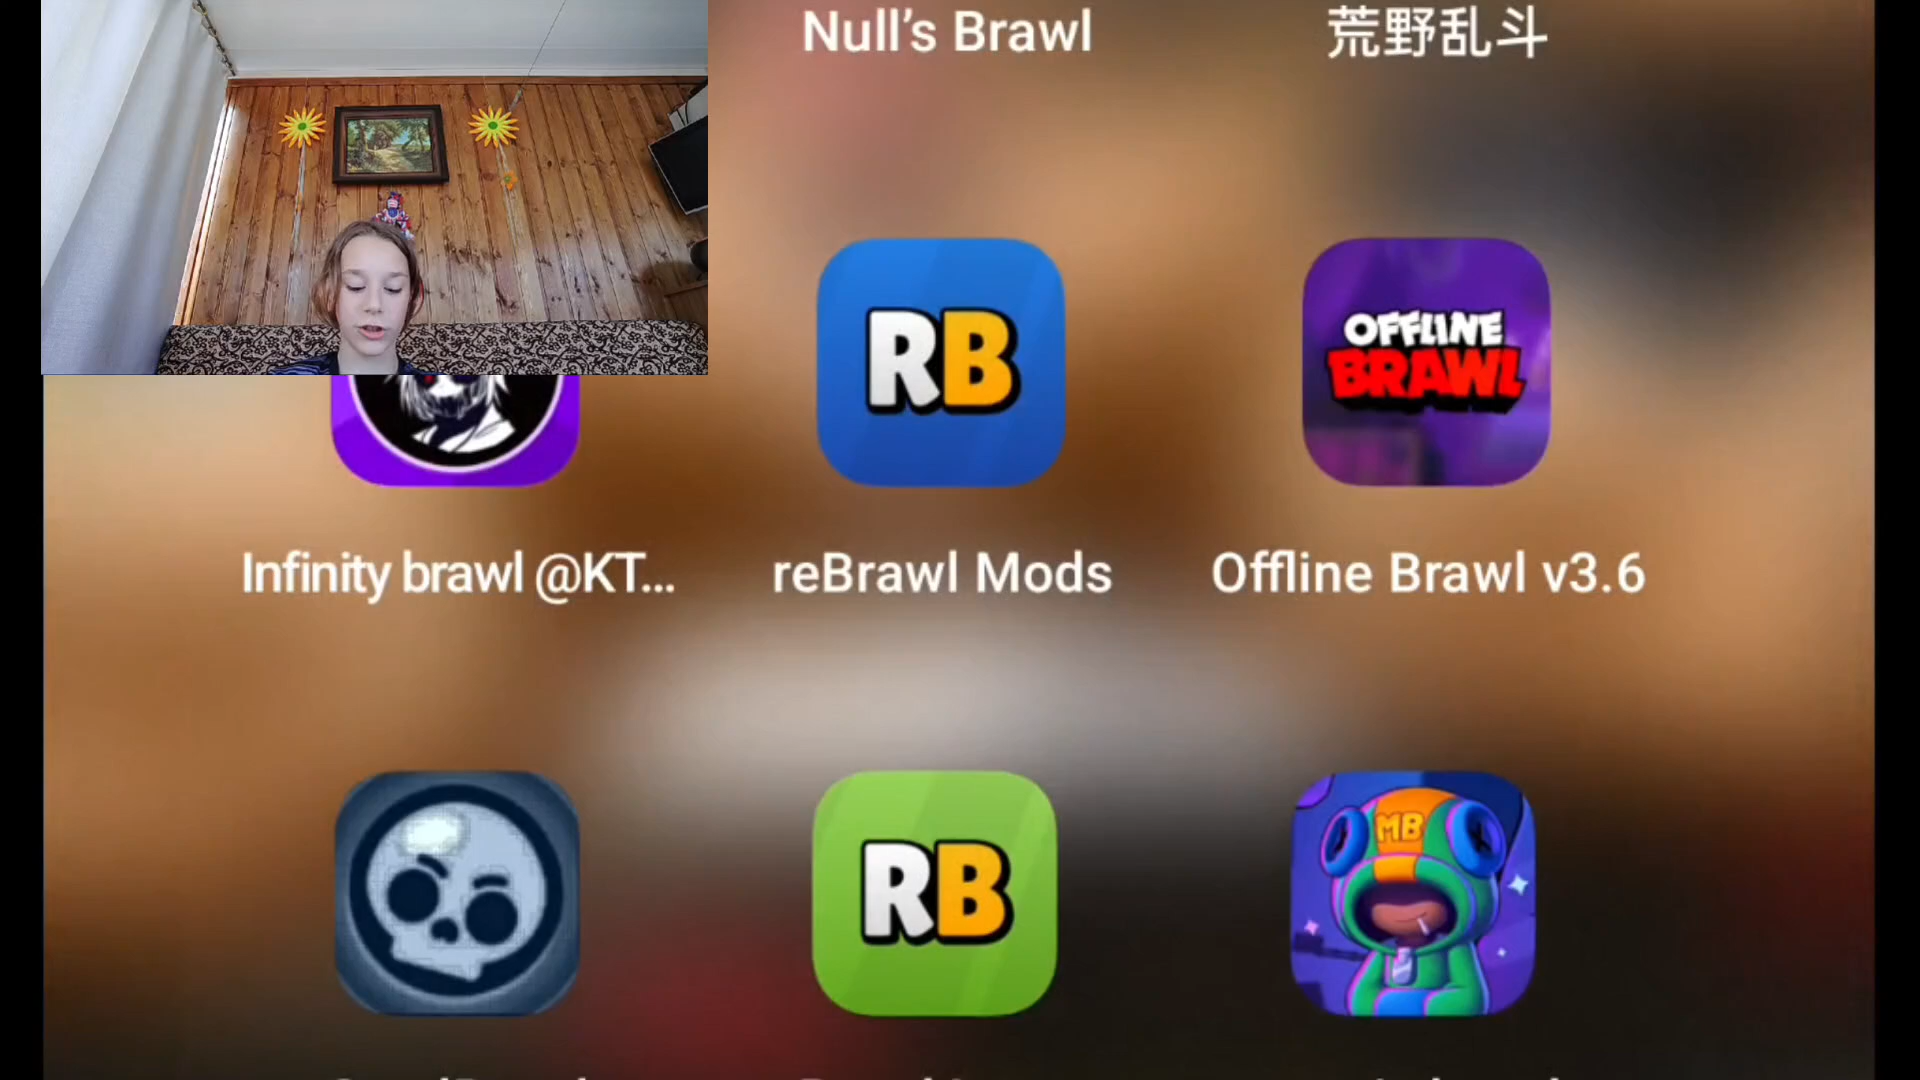 Null's Brawl
荒野乱斗
RB
OFFLINE
BRAWL
Infinity brawl @KT...
reBrawl Mods
Offline Brawl v3.6
RB
MB